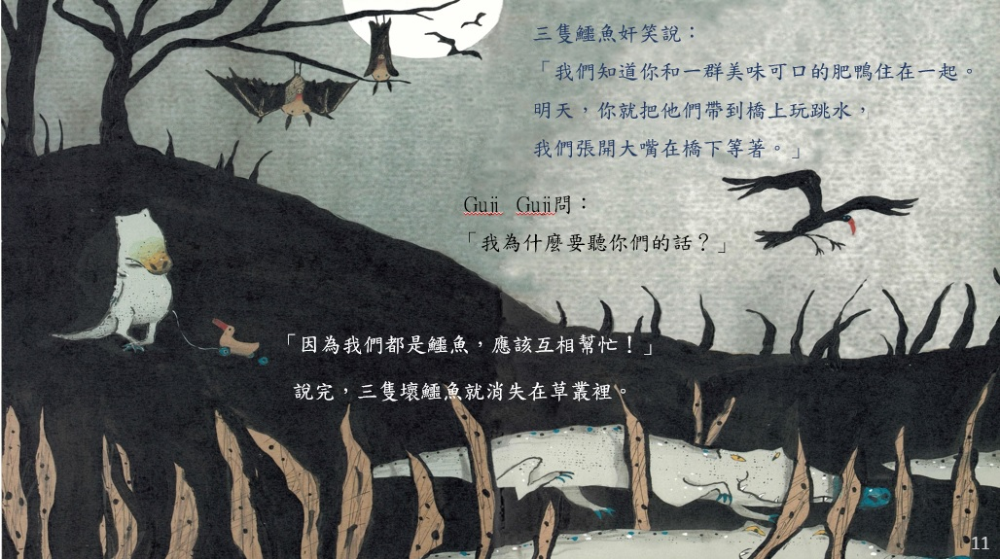 三隻鱷魚奸笑說：
「我們知道你和一群美味可口的肥鴨住在一起。
明天，你就把他們帶到橋上玩跳水，
我們張開大嘴在橋下等著。」
Guji Guji問：
「我為什麼要聽你們的話？」
「因為我們都是鱷魚，應該互相幫忙！」
說完，三隻壞鱷魚就消失在草叢裡。
11